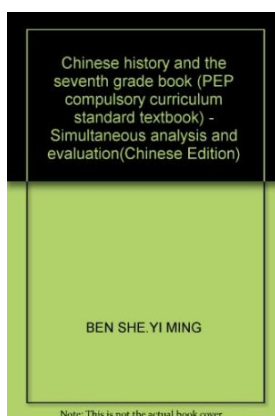 Chinese history and the
seventh grade book (PEP
compulsory curriculum
standard textbook) -
Simultaneous analysis and
evaluation(Chinese Edition)
BEN SHE.YI MING
Note: This is not the actual book cover